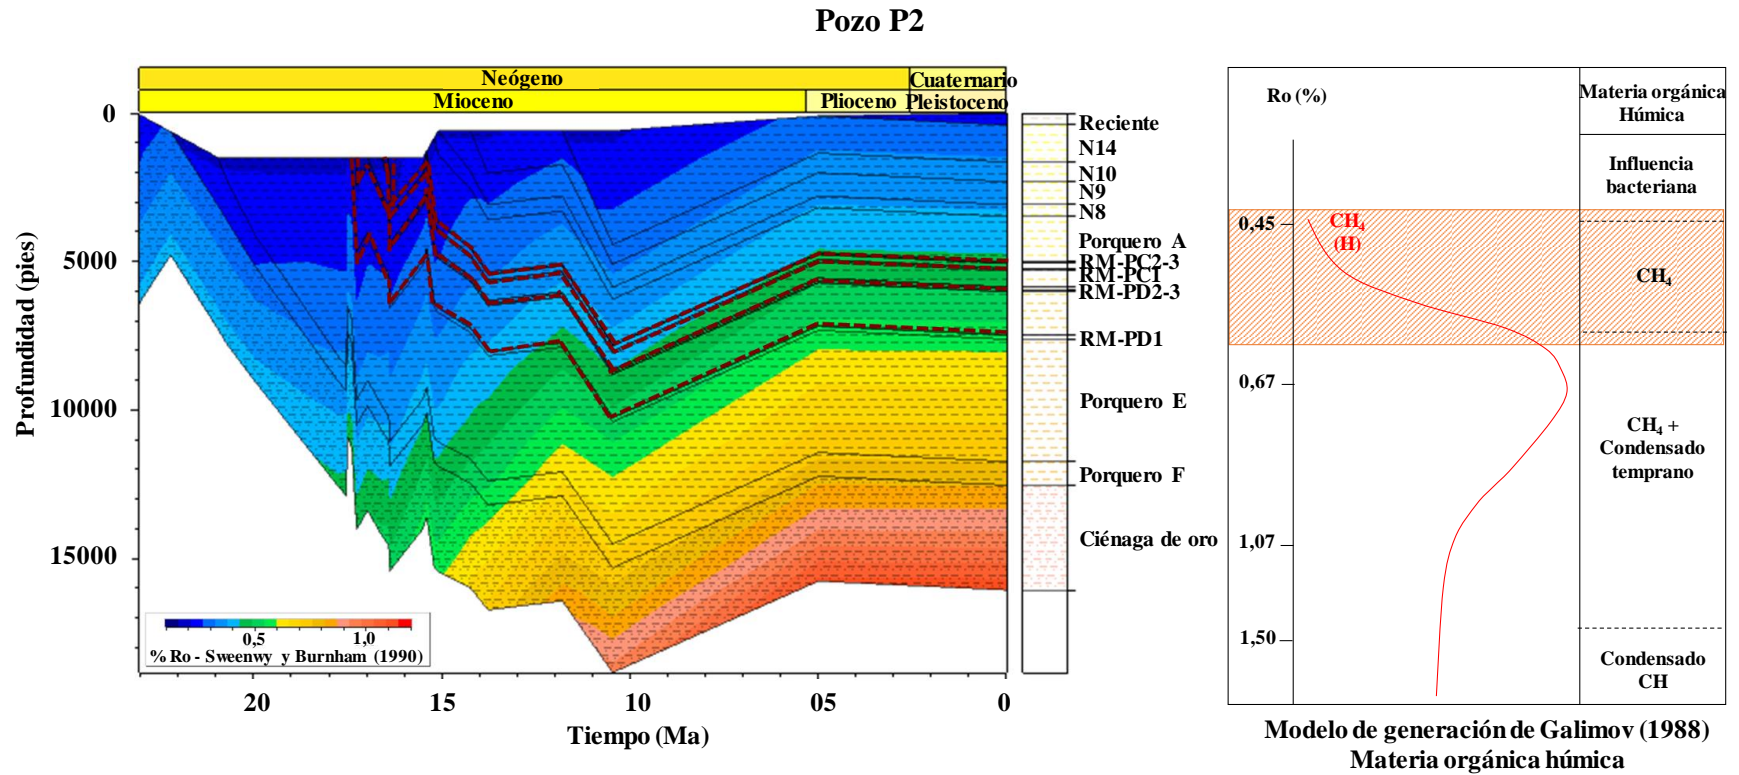 Pozo P2
Neógeno
Cuaternario
Mioceno
Plioceno
Pleistoceno
0
5000
10000
15000
Profundidad (pies)
20
15
10
05
0
Tiempo (Ma)
0,5
1,0
% Ro - Sweenwy y Burnham (1990)
Reciente
N14
N10
N9
N8
Porquero A
RM-PC2-3
RM-PC1
RM-PD2-3
RM-PD1
Porquero E
Porquero F
Ciénaga de oro
Ro (%)
0,45
0,67
1,07
1,50
CH₄
(H)
Materia orgánica
Húmica
Influencia
bacteriana
CH₄
CH₄ +
Condensado
temprano
Condensado
CH
Modelo de generación de Galimov (1988)
Materia orgánica húmica